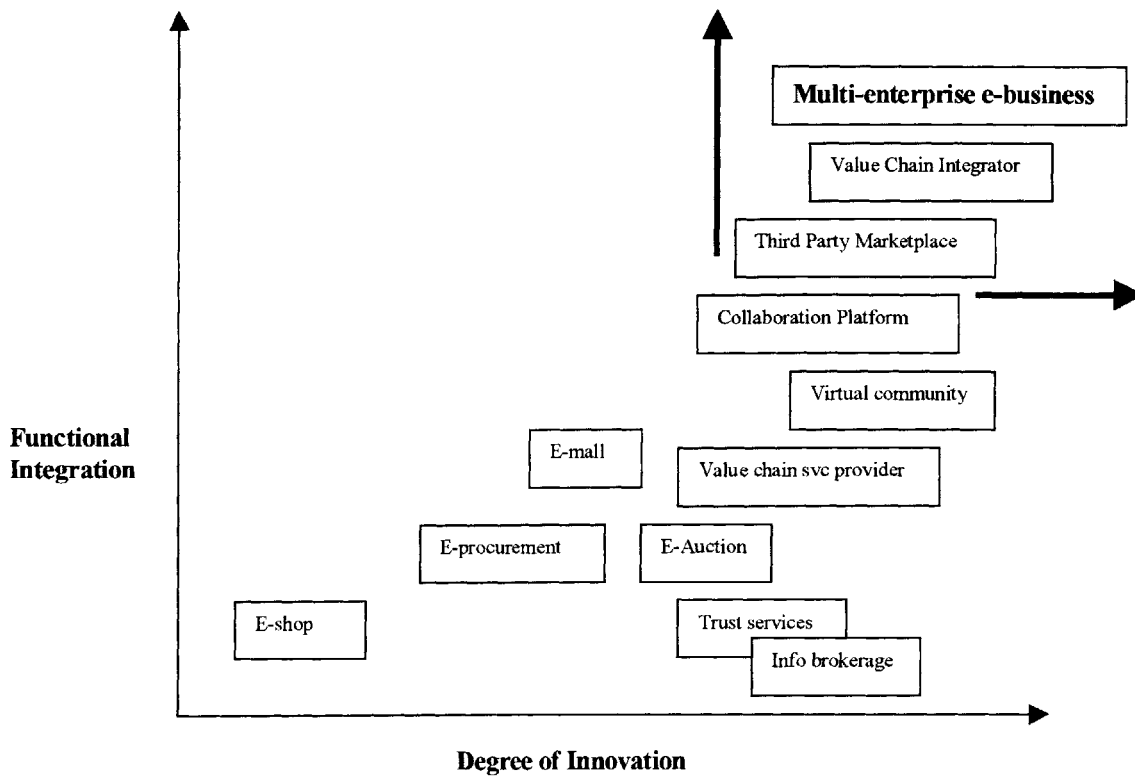 Multi-enterprise e-business
Value Chain Integrator
Third Party Marketplace
Collaboration Platform
Virtual community
Functional
Integration
E-mall
Value chain svc provider
E-procurement
E-Auction
E-shop
Trust services
Info brokerage
Degree of Innovation